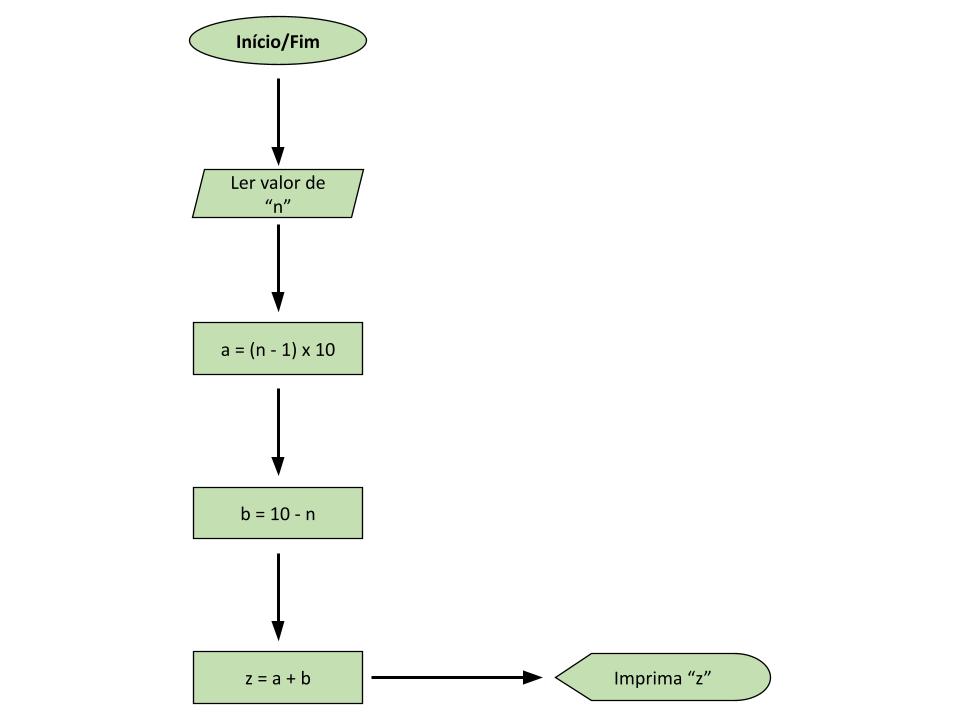 Início/Fim
Ler valor de
“n”
a = (n - 1) x 10
b = 10 - n
z = a + b
Imprima “z”